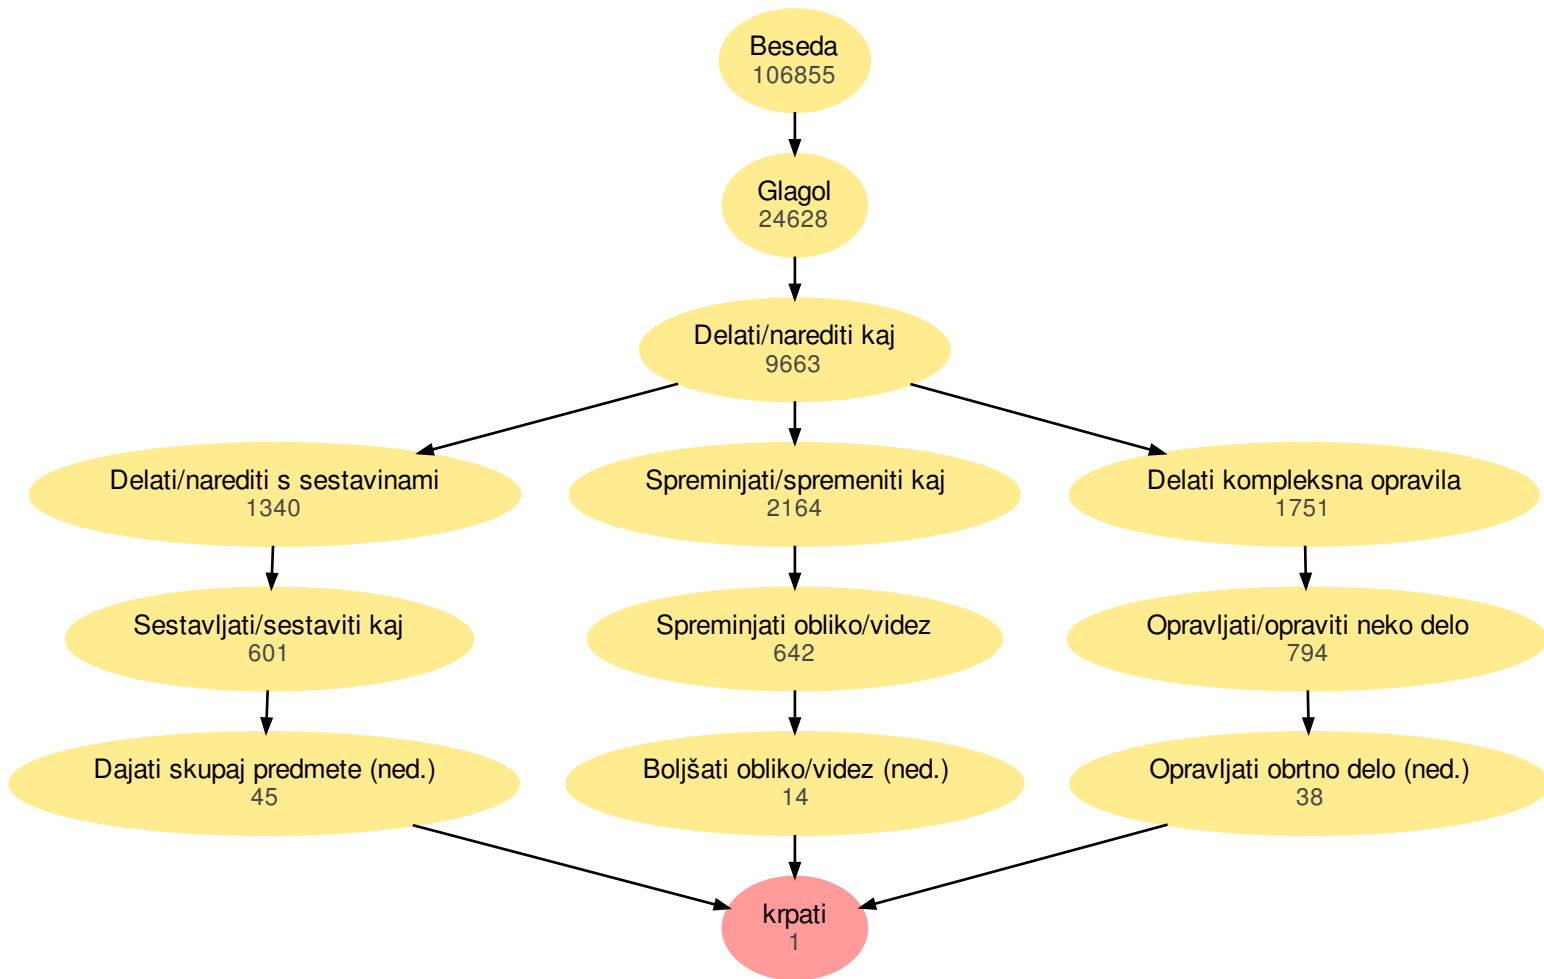 Beseda
106855
Glagol
24628
Delati/narediti kaj
9663
Delati/narediti s sestavinami
1340
Spreminjati/spremeniti kaj
2164
Delati kompleksna opravila
1751
Sestavljati/sestaviti kaj
601
Spreminjati obliko/videz
642
Opravljati/opraviti neko delo
794
Dajati skupaj predmete (ned.)
45
Boljšati obliko/videz (ned.)
14
Opravljati obrtno delo (ned.)
38
krpati
1